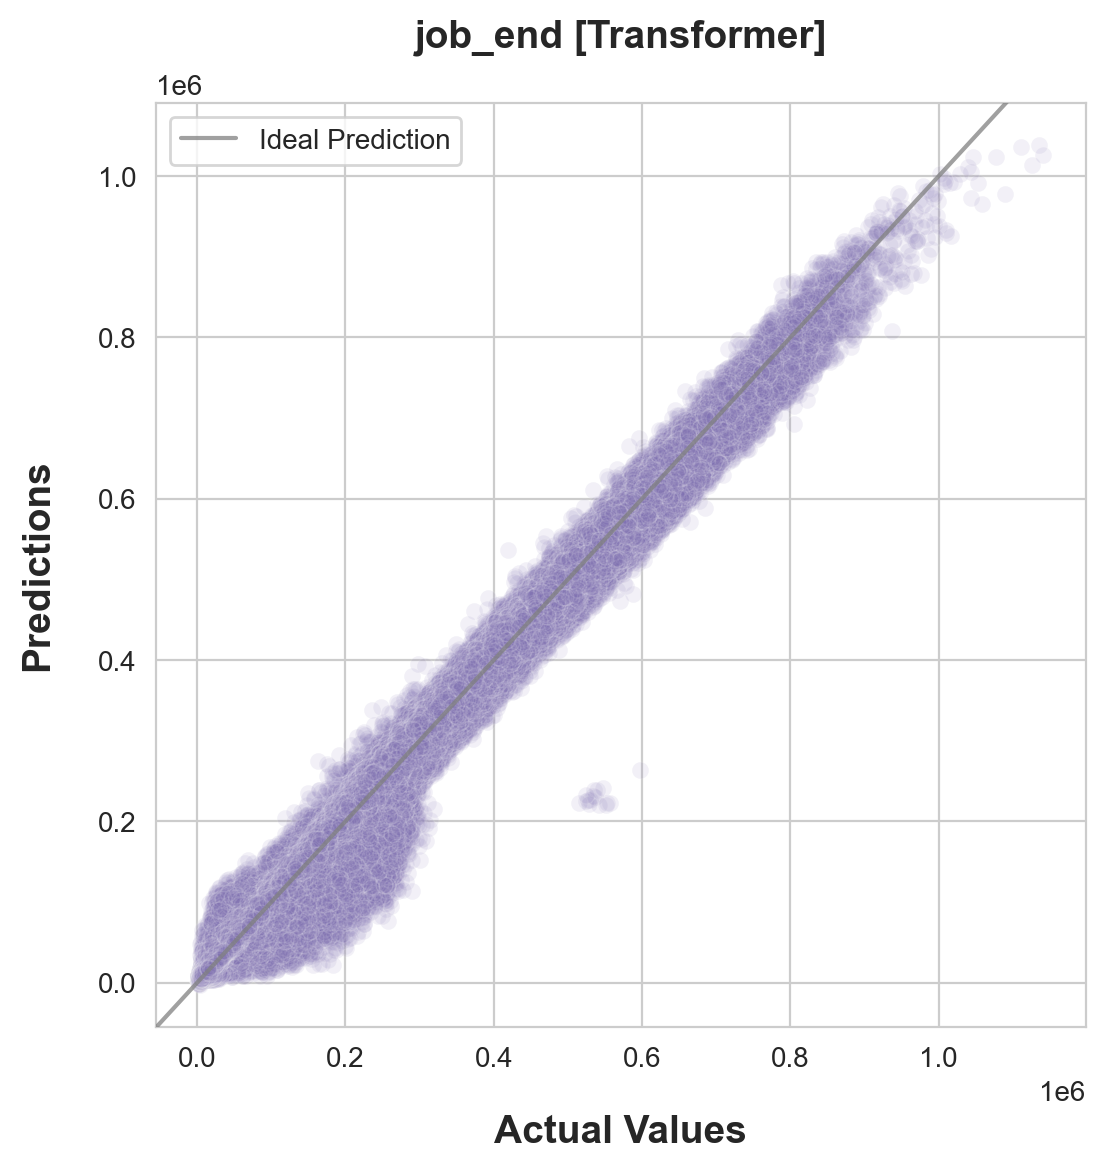 job_end [Transformer]
1e6
Ideal Prediction
1.0
0.8
0.6
0.4
0.2
0.0
Predictions
0.0 0.2 0.4 0.6 0.8 1.0
1e6
Actual Values